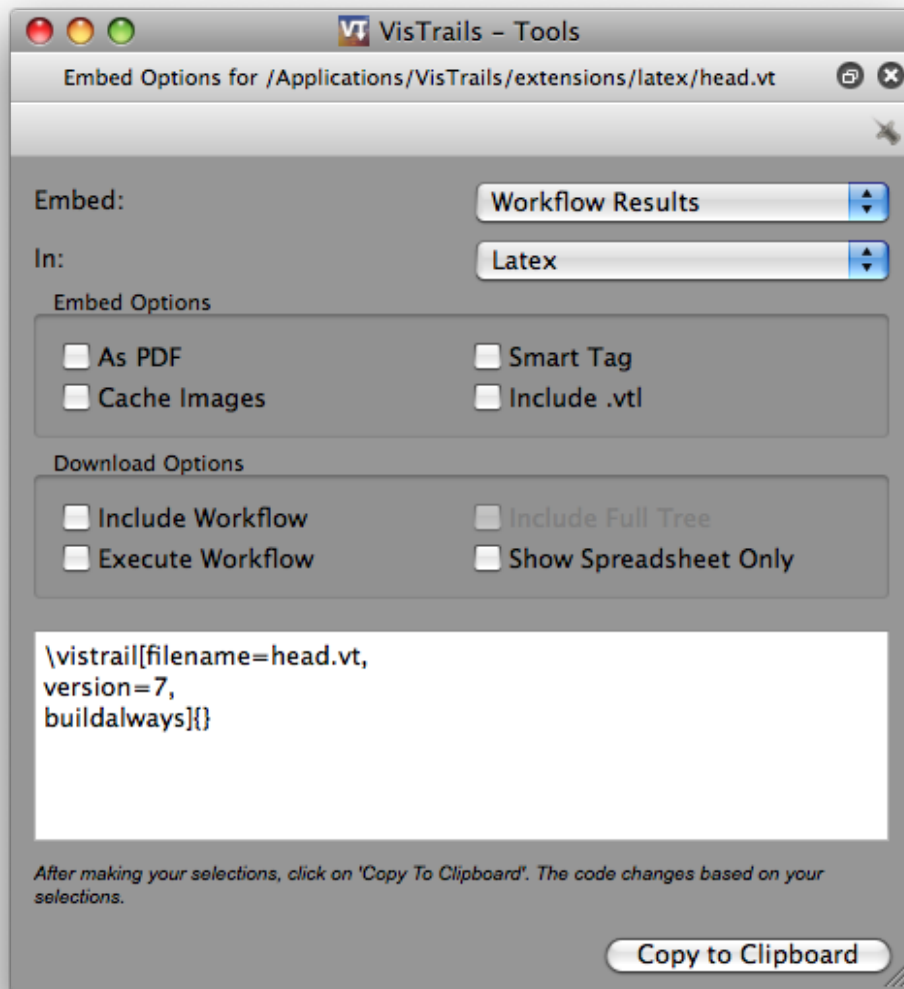 VisTrails – Tools
Embed Options for /Applications/VisTrails/extensions/latex/head.vt
Embed:
Workflow Results
In:
Latex
Embed Options
As PDF
Smart Tag
Cache Images
Include .vtl
Download Options
Include Workflow
Include Full Tree
Execute Workflow
Show Spreadsheet Only
\vistrail[filename=head.vt,
version=7,
buildalways]{}
After making your selections, click on 'Copy To Clipboard'. The code changes based on your
selections.
Copy to Clipboard